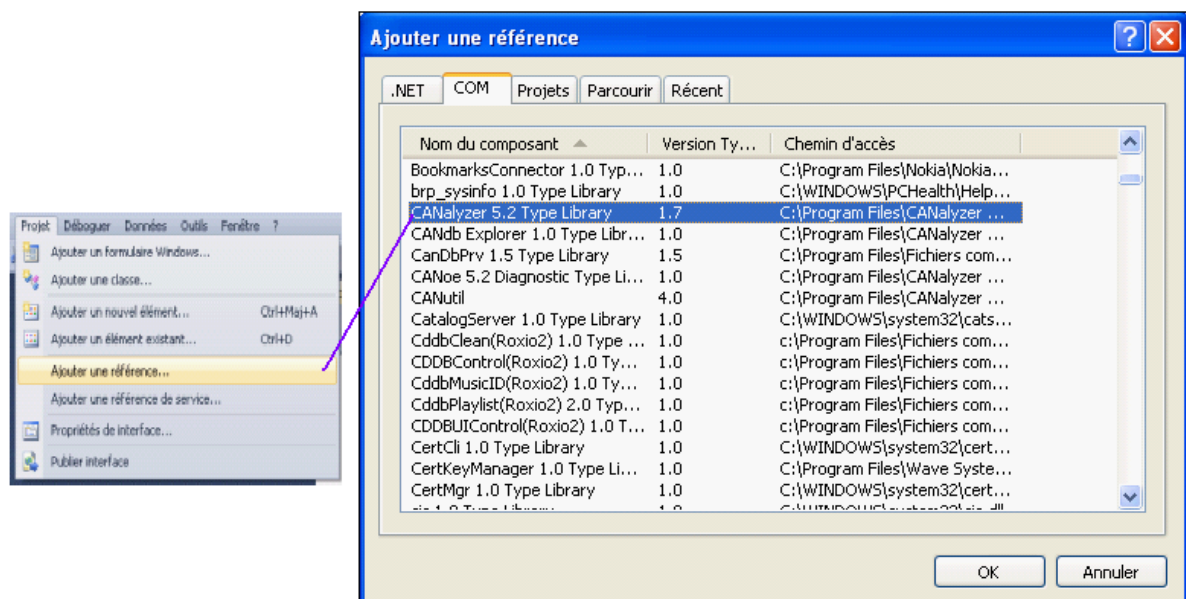 Projet Déboguer Données Outils Fenêtre ?
Ajouter un formulaire Windows...
Ajouter une classe...
Ajouter un nouvel élément... Ctrl+Maj+A
Ajouter un élément existant... Ctrl+D
Ajouter une référence...
Ajouter une référence de service...
Propriétés de interface...
Publier interface
Ajouter une référence
.NET COM Projets Parcourir Récent
Nom du composant Version Ty... Chemin d'accès
BookmarksConnector 1.0 Typ... 1.0 C:\Program Files\Nokia\Nokia...
brp_sysinfo 1.0 Type Library 1.0 C:\WINDOWS\PCHealth\Help...
CANalyzer 5.2 Type Library 1.7 C:\Program Files\CANalyzer ...
CANdb Explorer 1.0 Type Libr... 1.0 C:\Program Files\CANalyzer ...
CanDbPrv 1.5 Type Library 1.5 C:\Program Files\Fichiers com...
CANoe 5.2 Diagnostic Type Li... 1.0 C:\Program Files\CANalyzer ...
CANutil 4.0 C:\Program Files\CANalyzer ...
CatalogServer 1.0 Type Library 1.0 C:\WINDOWS\system32\cats...
CddbClean(Roxio2) 1.0 Type ... 1.0 c:\Program Files\Fichiers com...
CDDBControl(Roxio2) 1.0 Ty... 1.0 c:\Program Files\Fichiers com...
CddbMusicID(Roxio2) 1.0 Ty... 1.0 c:\Program Files\Fichiers com...
CddbPlaylist(Roxio2) 2.0 Typ... 1.0 c:\Program Files\Fichiers com...
CDDBUIControl(Roxio2) 1.0 T... 1.0 c:\Program Files\Fichiers com...
CertCli 1.0 Type Library 1.0 C:\WINDOWS\system32\cert...
CertKeyManager 1.0 Type Li... 1.0 C:\Program Files\Wave Syste...
CertMgr 1.0 Type Library 1.0 C:\WINDOWS\system32\cert...
OK Annuler